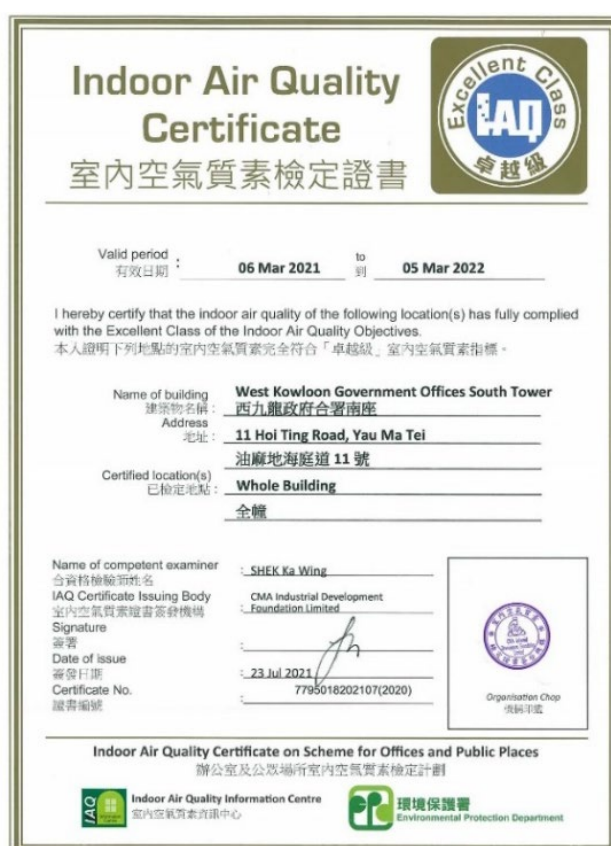 Indoor Air Quality
Certificate
室內空氣質素檢定證書
Excellent Class
IAQ
卓越級
Valid period
有效日期 :
06 Mar 2021
to
到
05 Mar 2022
I hereby certify that the indoor air quality of the following location(s) has fully complied
with the Excellent Class of the Indoor Air Quality Objectives.
本人證明下列地點的室內空氣質素完全符合「卓越級」室內空氣質素指標。
Name of building West Kowloon Government Offices South Tower
建築物名稱 : 西九龍政府合署南座
Address
地址 : 11 Hoi Ting Road, Yau Ma Tei
油麻地海庭道 11 號
Certified location(s)
已檢定地點 : Whole Building
全幢
Name of competent examiner : SHEK Ka Wing
合資格檢驗師姓名
IAQ Certificate Issuing Body CMA Industrial Development
室內空氣質素證書簽發機構 : Foundation Limited
Signature
簽署 :
Date of issue
簽發日期 : 23 Jul 2021
Certificate No. 7795018202107(2020)
證書編號 :
Organisation Chop
機構印鑑
Indoor Air Quality Certificate on Scheme for Offices and Public Places
辦公室及公眾場所室內空氣質素檢定計劃
IAQ
Indoor Air Quality Information Centre
室內空氣質素資訊中心
環境保護署
Environmental Protection Department